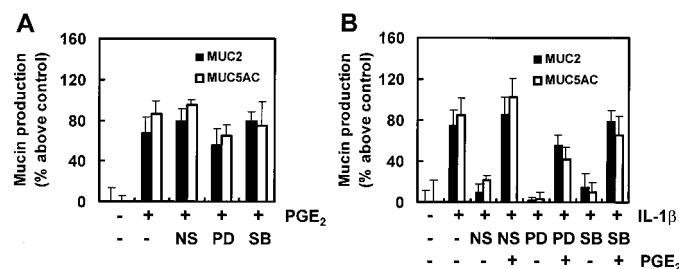 A
Mucin production
(% above control)
160
120
80
40
0
MUC2
MUC5AC
- + + + + PGE₂
- - NS PD SB
B
Mucin production
(% above control)
160
120
80
40
0
MUC2
MUC5AC
- + + + + + + + IL-1β
- - NS NS PD PD SB SB
- - - + - + - + PGE₂